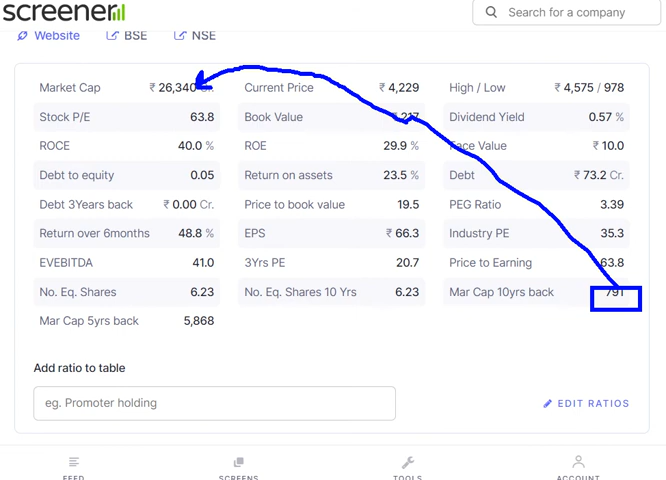 screener
Search for a company
Website BSE NSE
Market Cap ₹ 26,340 Cr. Current Price ₹ 4,229 High / Low ₹ 4,575 / 978
Stock P/E 63.8 Book Value ₹ 217 Dividend Yield 0.57 %
ROCE 40.0 % ROE 29.9 % Face Value ₹ 10.0
Debt to equity 0.05 Return on assets 23.5 % Debt ₹ 73.2 Cr.
Debt 3Years back ₹ 0.00 Cr. Price to book value 19.5 PEG Ratio 3.39
Return over 6months 48.8 % EPS ₹ 66.3 Industry PE 35.3
EVEBITDA 41.0 3Yrs PE 20.7 Price to Earning 63.8
No. Eq. Shares 6.23 No. Eq. Shares 10 Yrs 6.23 Mar Cap 10yrs back 791
Mar Cap 5yrs back 5,868
Add ratio to table
eg. Promoter holding EDIT RATIOS
FEED SCREENS TOOLS ACCOUNT